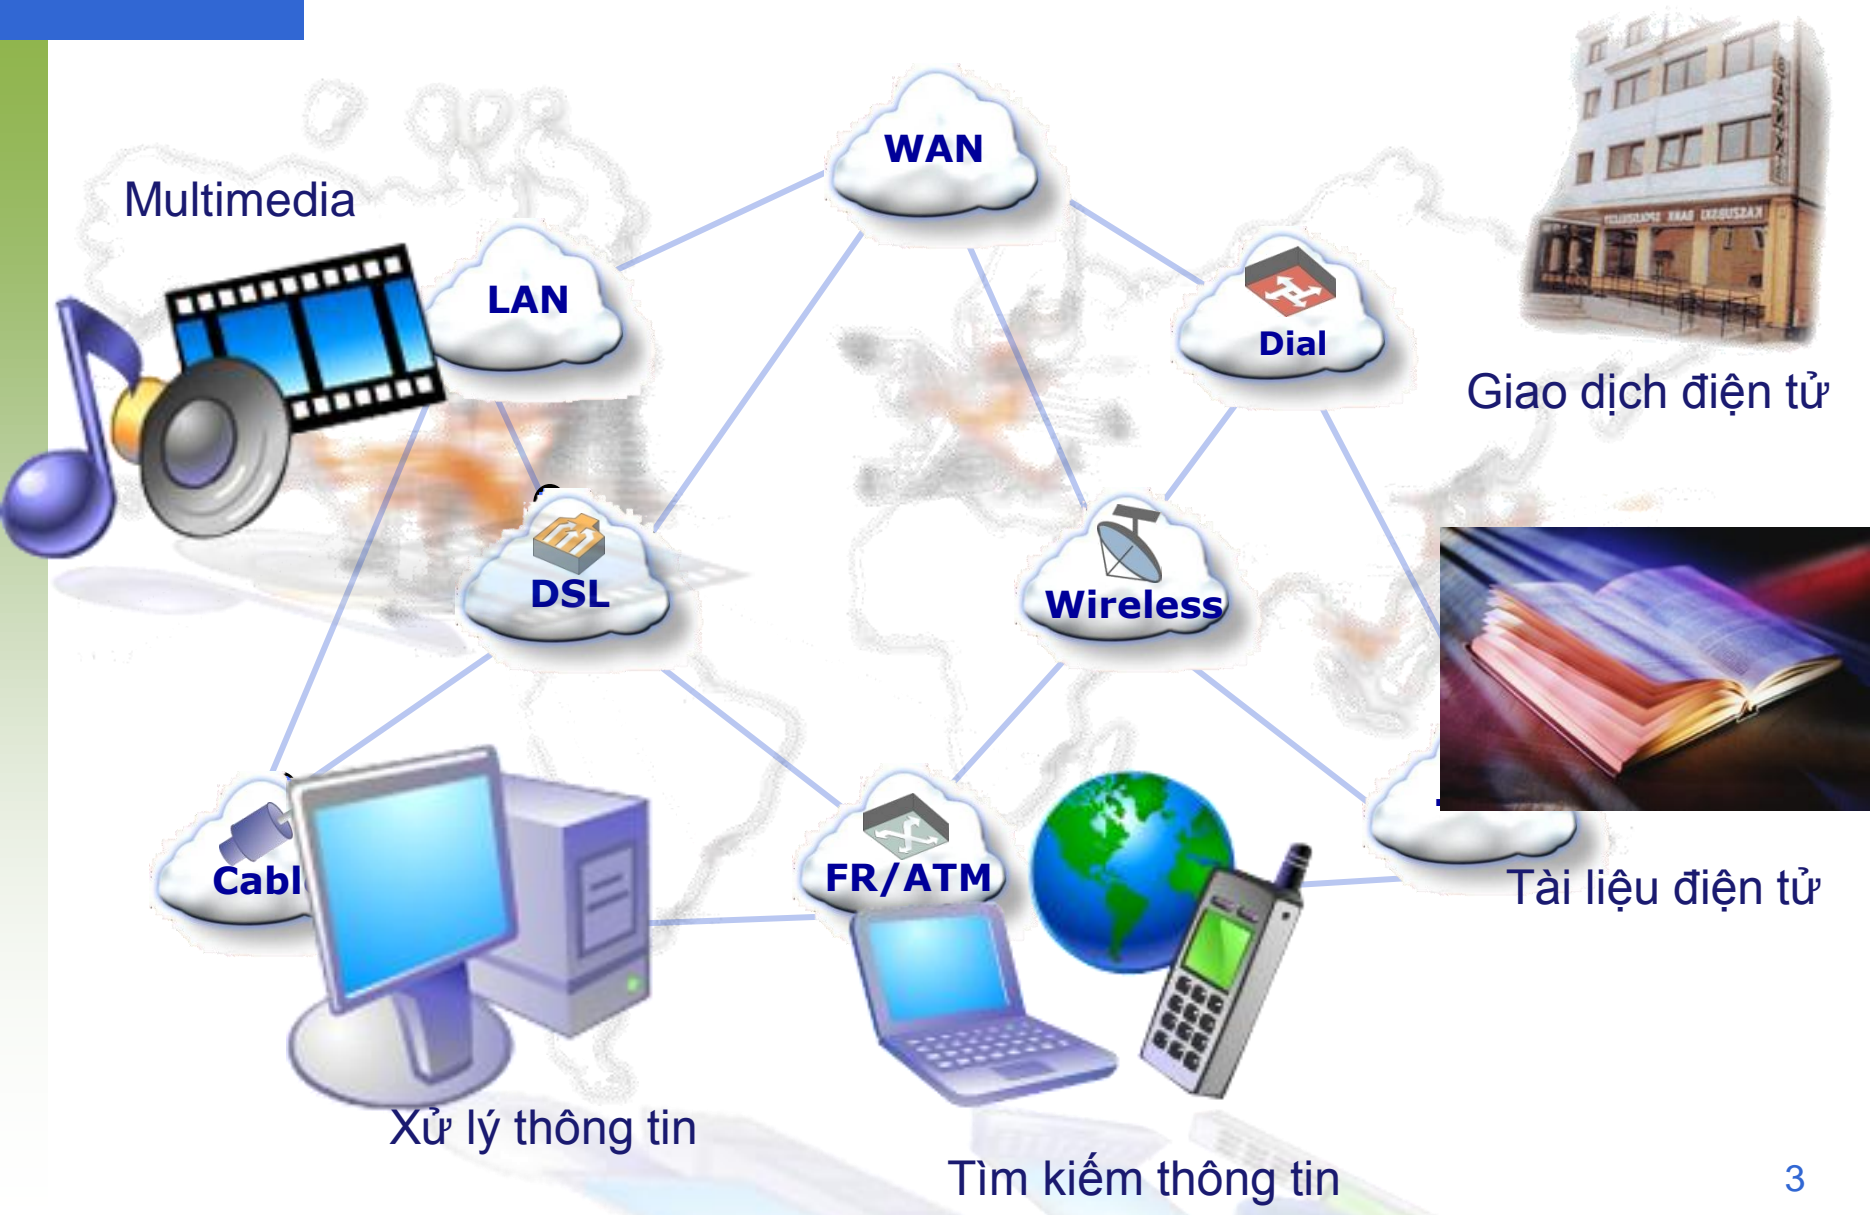 WAN
Multimedia
LAN
Dial
Giao dịch điện tử
DSL
Wireless
FR/ATM
Tài liệu điện tử
Xử lý thông tin
Tìm kiếm thông tin
3